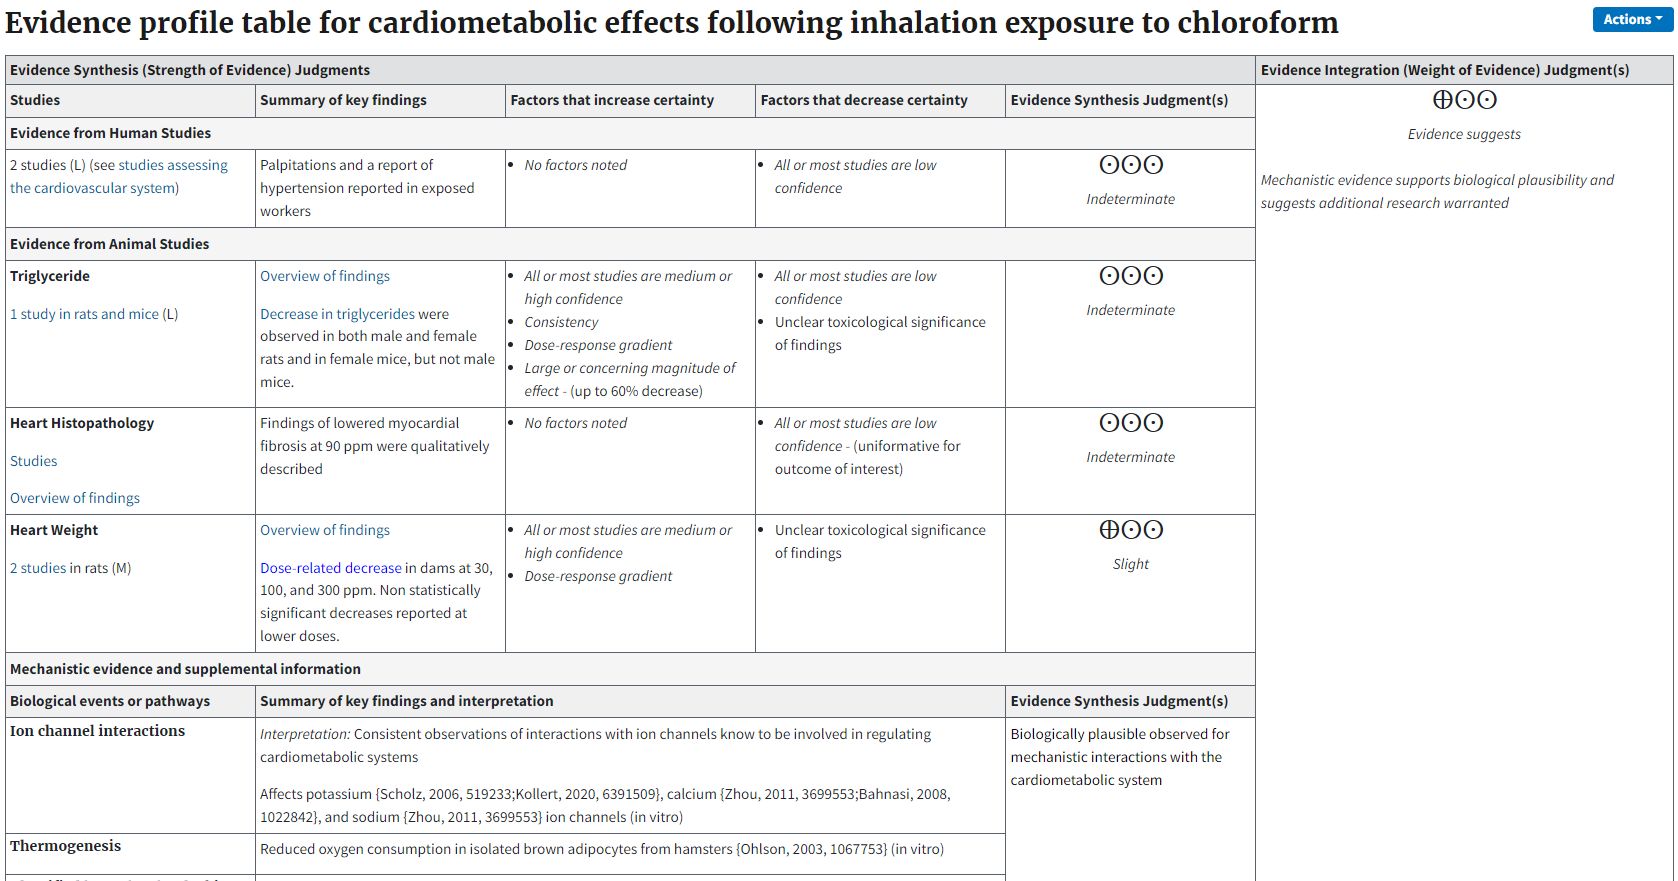 Evidence profile table for cardiometabolic effects following inhalation exposure to chloroform
Actions
Evidence Synthesis (Strength of Evidence) Judgments
Evidence Integration (Weight of Evidence) Judgment(s)
Studies
Summary of key findings
Factors that increase certainty
Factors that decrease certainty
Evidence Synthesis Judgment(s)
⊕⊙⊙
Evidence suggests
Mechanistic evidence supports biological plausibility and
suggests additional research warranted
Evidence from Human Studies
2 studies (L) (see studies assessing
the cardiovascular system)
Palpitations and a report of
hypertension reported in exposed
workers
• No factors noted
• All or most studies are low
confidence
⊙⊙⊙
Indeterminate
Evidence from Animal Studies
Triglyceride
1 study in rats and mice (L)
Overview of findings
Decrease in triglycerides were
observed in both male and female
rats and in female mice, but not male
mice.
• All or most studies are medium or
high confidence
• Consistency
• Dose-response gradient
• Large or concerning magnitude of
effect - (up to 60% decrease)
• All or most studies are low
confidence
• Unclear toxicological significance
of findings
⊙⊙⊙
Indeterminate
Heart Histopathology
Studies
Overview of findings
Findings of lowered myocardial
fibrosis at 90 ppm were qualitatively
described
• No factors noted
• All or most studies are low
confidence - (uniformative for
outcome of interest)
⊙⊙⊙
Indeterminate
Heart Weight
2 studies in rats (M)
Overview of findings
Dose-related decrease in dams at 30,
100, and 300 ppm. Non statistically
significant decreases reported at
lower doses.
• All or most studies are medium or
high confidence
• Dose-response gradient
• Unclear toxicological significance
of findings
⊕⊙⊙
Slight
Mechanistic evidence and supplemental information
Biological events or pathways
Summary of key findings and interpretation
Evidence Synthesis Judgment(s)
Ion channel interactions
Interpretation: Consistent observations of interactions with ion channels know to be involved in regulating
cardiometabolic systems
Affects potassium {Scholz, 2006, 519233;Kollert, 2020, 6391509}, calcium {Zhou, 2011, 3699553;Bahnasi, 2008,
1022842}, and sodium {Zhou, 2011, 3699553} ion channels (in vitro)
Biologically plausible observed for
mechanistic interactions with the
cardiometabolic system
Thermogenesis
Reduced oxygen consumption in isolated brown adipocytes from hamsters {Ohlson, 2003, 1067753} (in vitro)